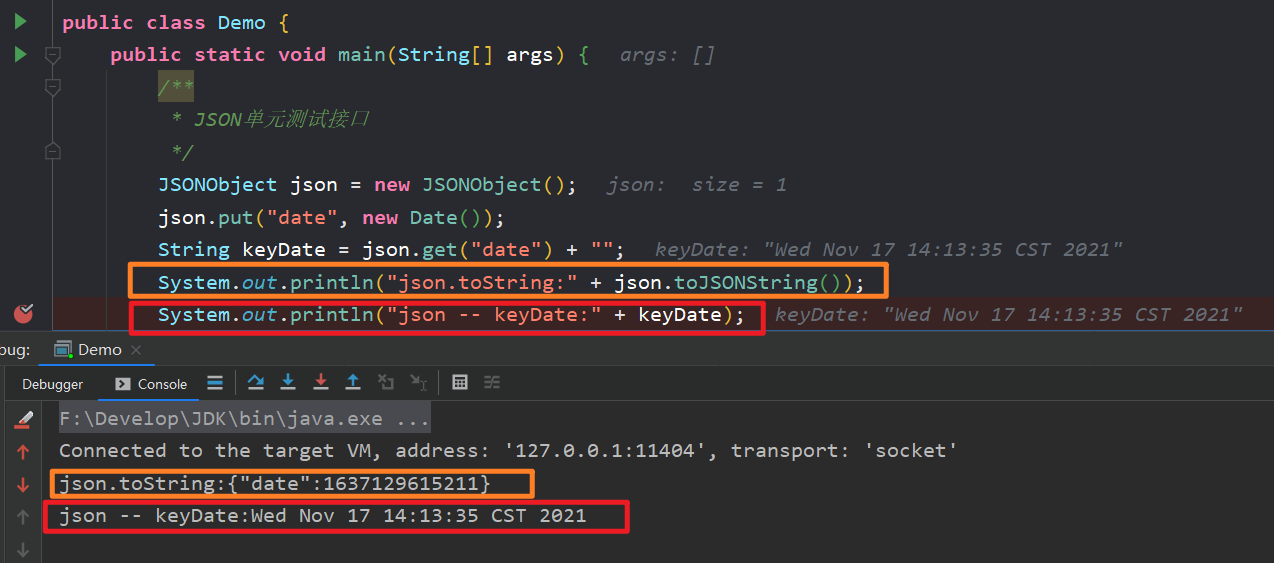 public class Demo {
public static void main(String[] args) {  args: []
/**
* JSON单元测试接口
*/
JSONObject json = new JSONObject();  json:  size = 1
json.put("date", new Date());
String keyDate = json.get("date") + "";  keyDate: "Wed Nov 17 14:13:35 CST 2021"
System.out.println("json.toString:" + json.toJSONString());
System.out.println("json -- keyDate:" + keyDate);  keyDate: "Wed Nov 17 14:13:35 CST 2021"
bug: Demo
Debugger Console
F:\Develop\JDK\bin\java.exe ...
Connected to the target VM, address: '127.0.0.1:11404', transport: 'socket'
json.toString:{"date":1637129615211}
json -- keyDate:Wed Nov 17 14:13:35 CST 2021